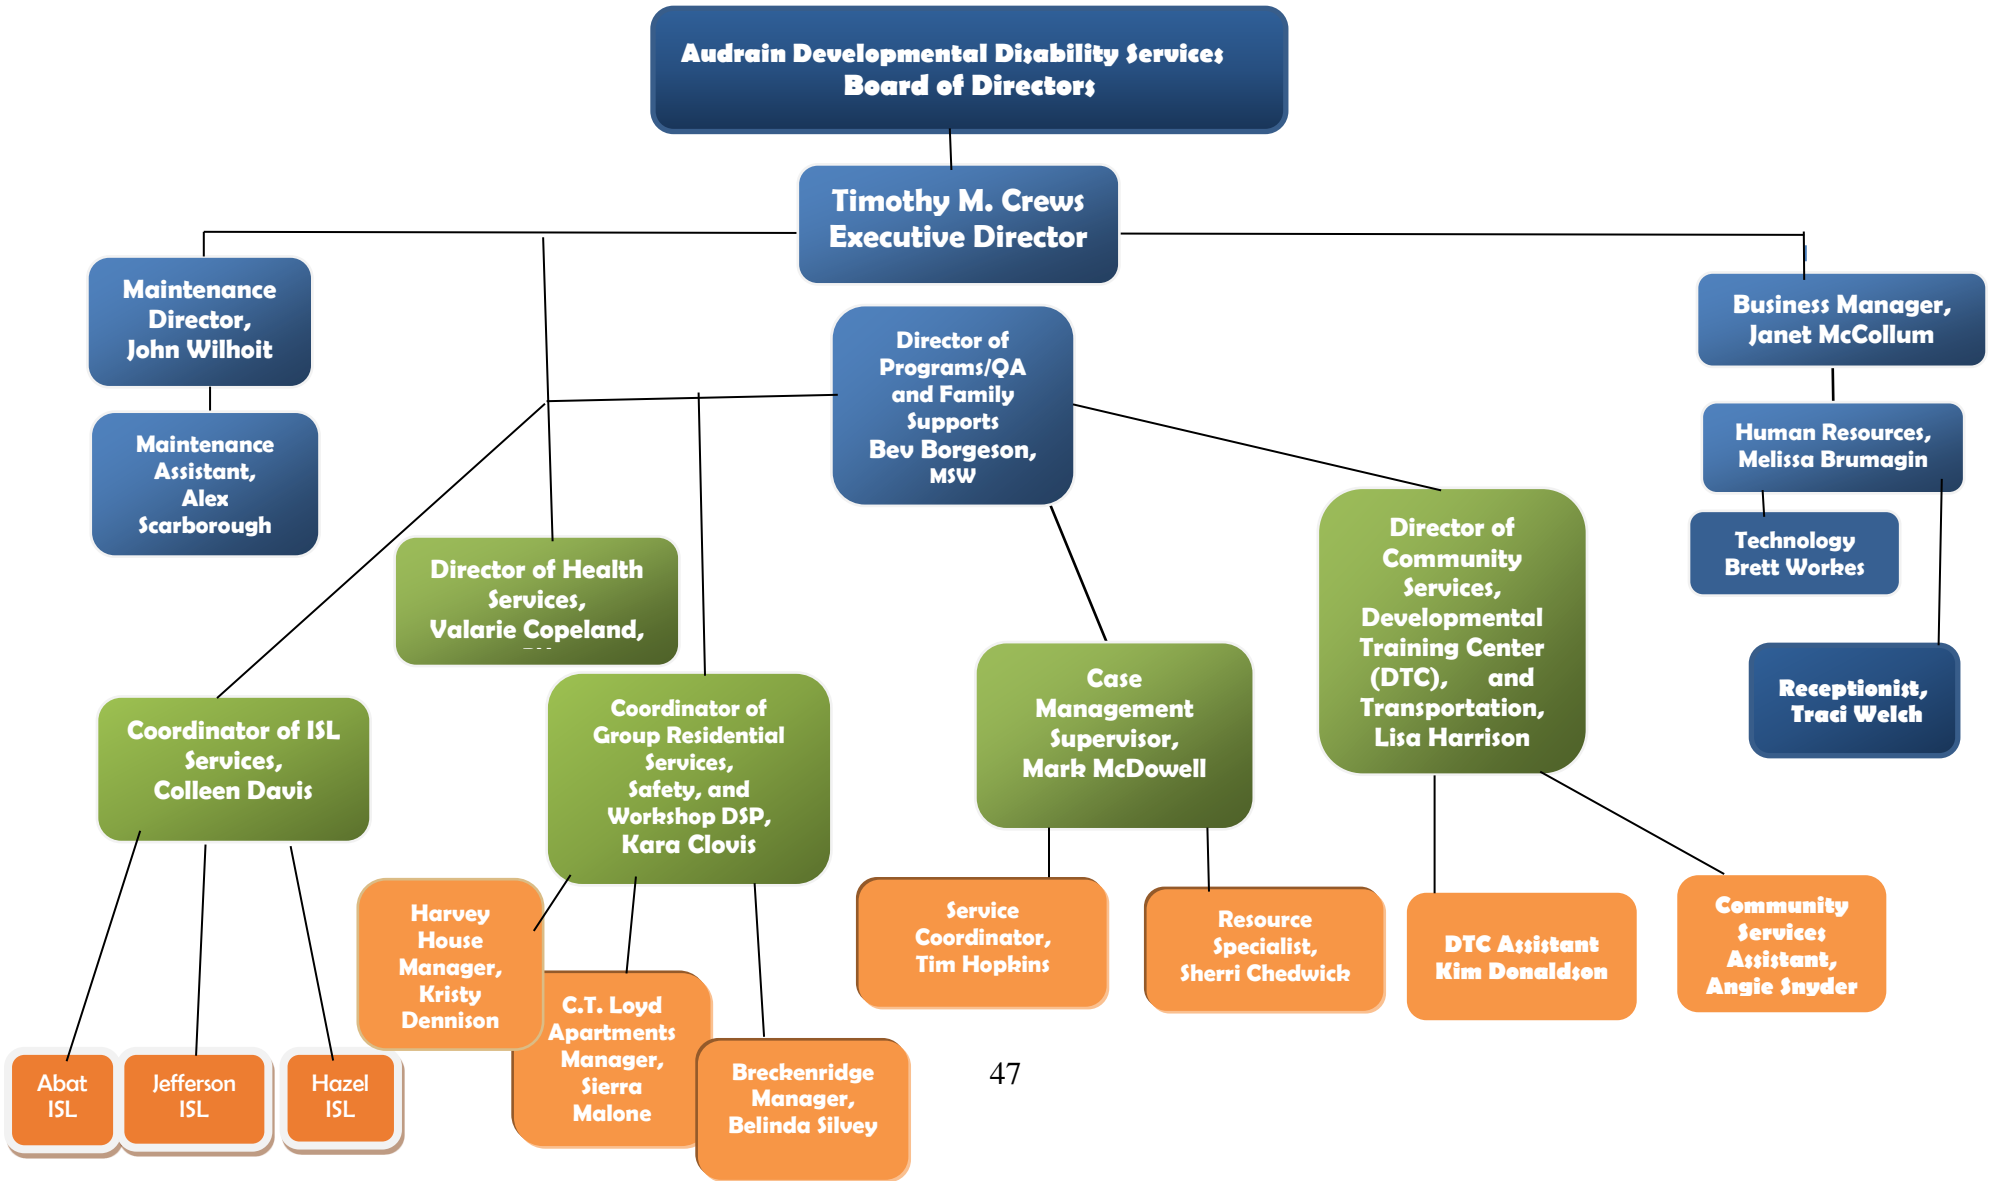 Audrain Developmental Disability Services
Board of Directors
Timothy M. Crews
Executive Director
Maintenance
Director,
John Wilhoit
Maintenance
Assistant,
Alex
Scarborough
Director of
Programs/QA
and Family
Supports
Bev Borgeson,
MSW
Business Manager,
Janet McCollum
Human Resources,
Melissa Brumagin
Technology
Brett Workes
Receptionist,
Traci Welch
Director of Health
Services,
Valarie Copeland,
Director of
Community
Services,
Developmental
Training Center
(DTC), and
Transportation,
Lisa Harrison
Coordinator of ISL
Services,
Colleen Davis
Coordinator of
Group Residential
Services,
Safety, and
Workshop DSP,
Kara Clovis
Case
Management
Supervisor,
Mark McDowell
Harvey
House
Manager,
Kristy
Dennison
C.T. Loyd
Apartments
Manager,
Sierra
Malone
Breckenridge
Manager,
Belinda Silvey
Service
Coordinator,
Tim Hopkins
Resource
Specialist,
Sherri Chedwick
DTC Assistant
Kim Donaldson
Community
Services
Assistant,
Angie Snyder
Abat
ISL
Jefferson
ISL
Hazel
ISL
47